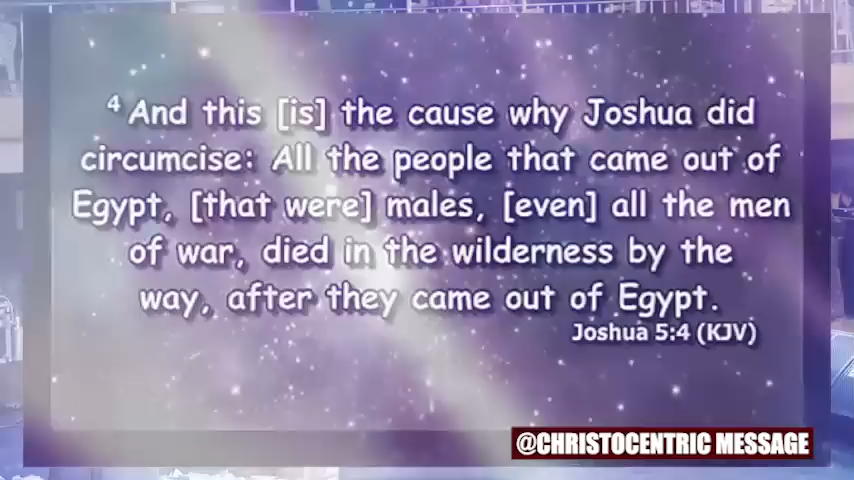 4 And this [is] the cause why Joshua did
circumcise: All the people that came out of
Egypt, [that were] males, [even] all the men
of war, died in the wilderness by the
way, after they came out of Egypt.
Joshua 5:4 (KJV)
@CHRISTOCENTRIC MESSAGE